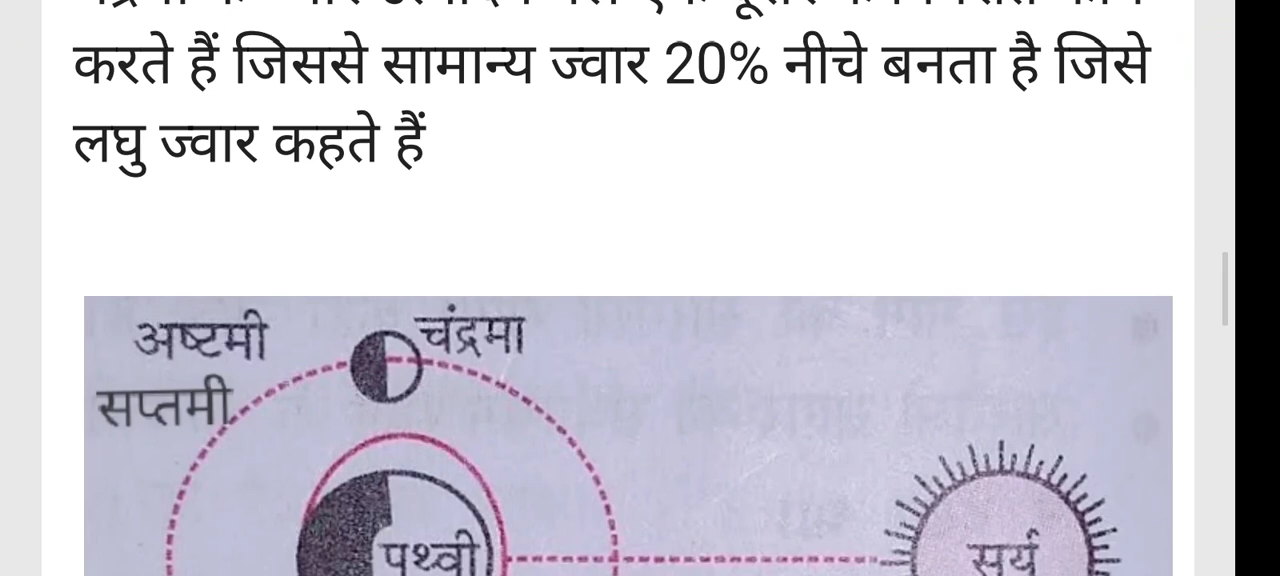 करते हैं जिससे सामान्य ज्वार 20% नीचे बनता है जिसे
लघु ज्वार कहते हैं
अष्टमी
चंद्रमा
सप्तमी
पृथ्वी
सूर्य